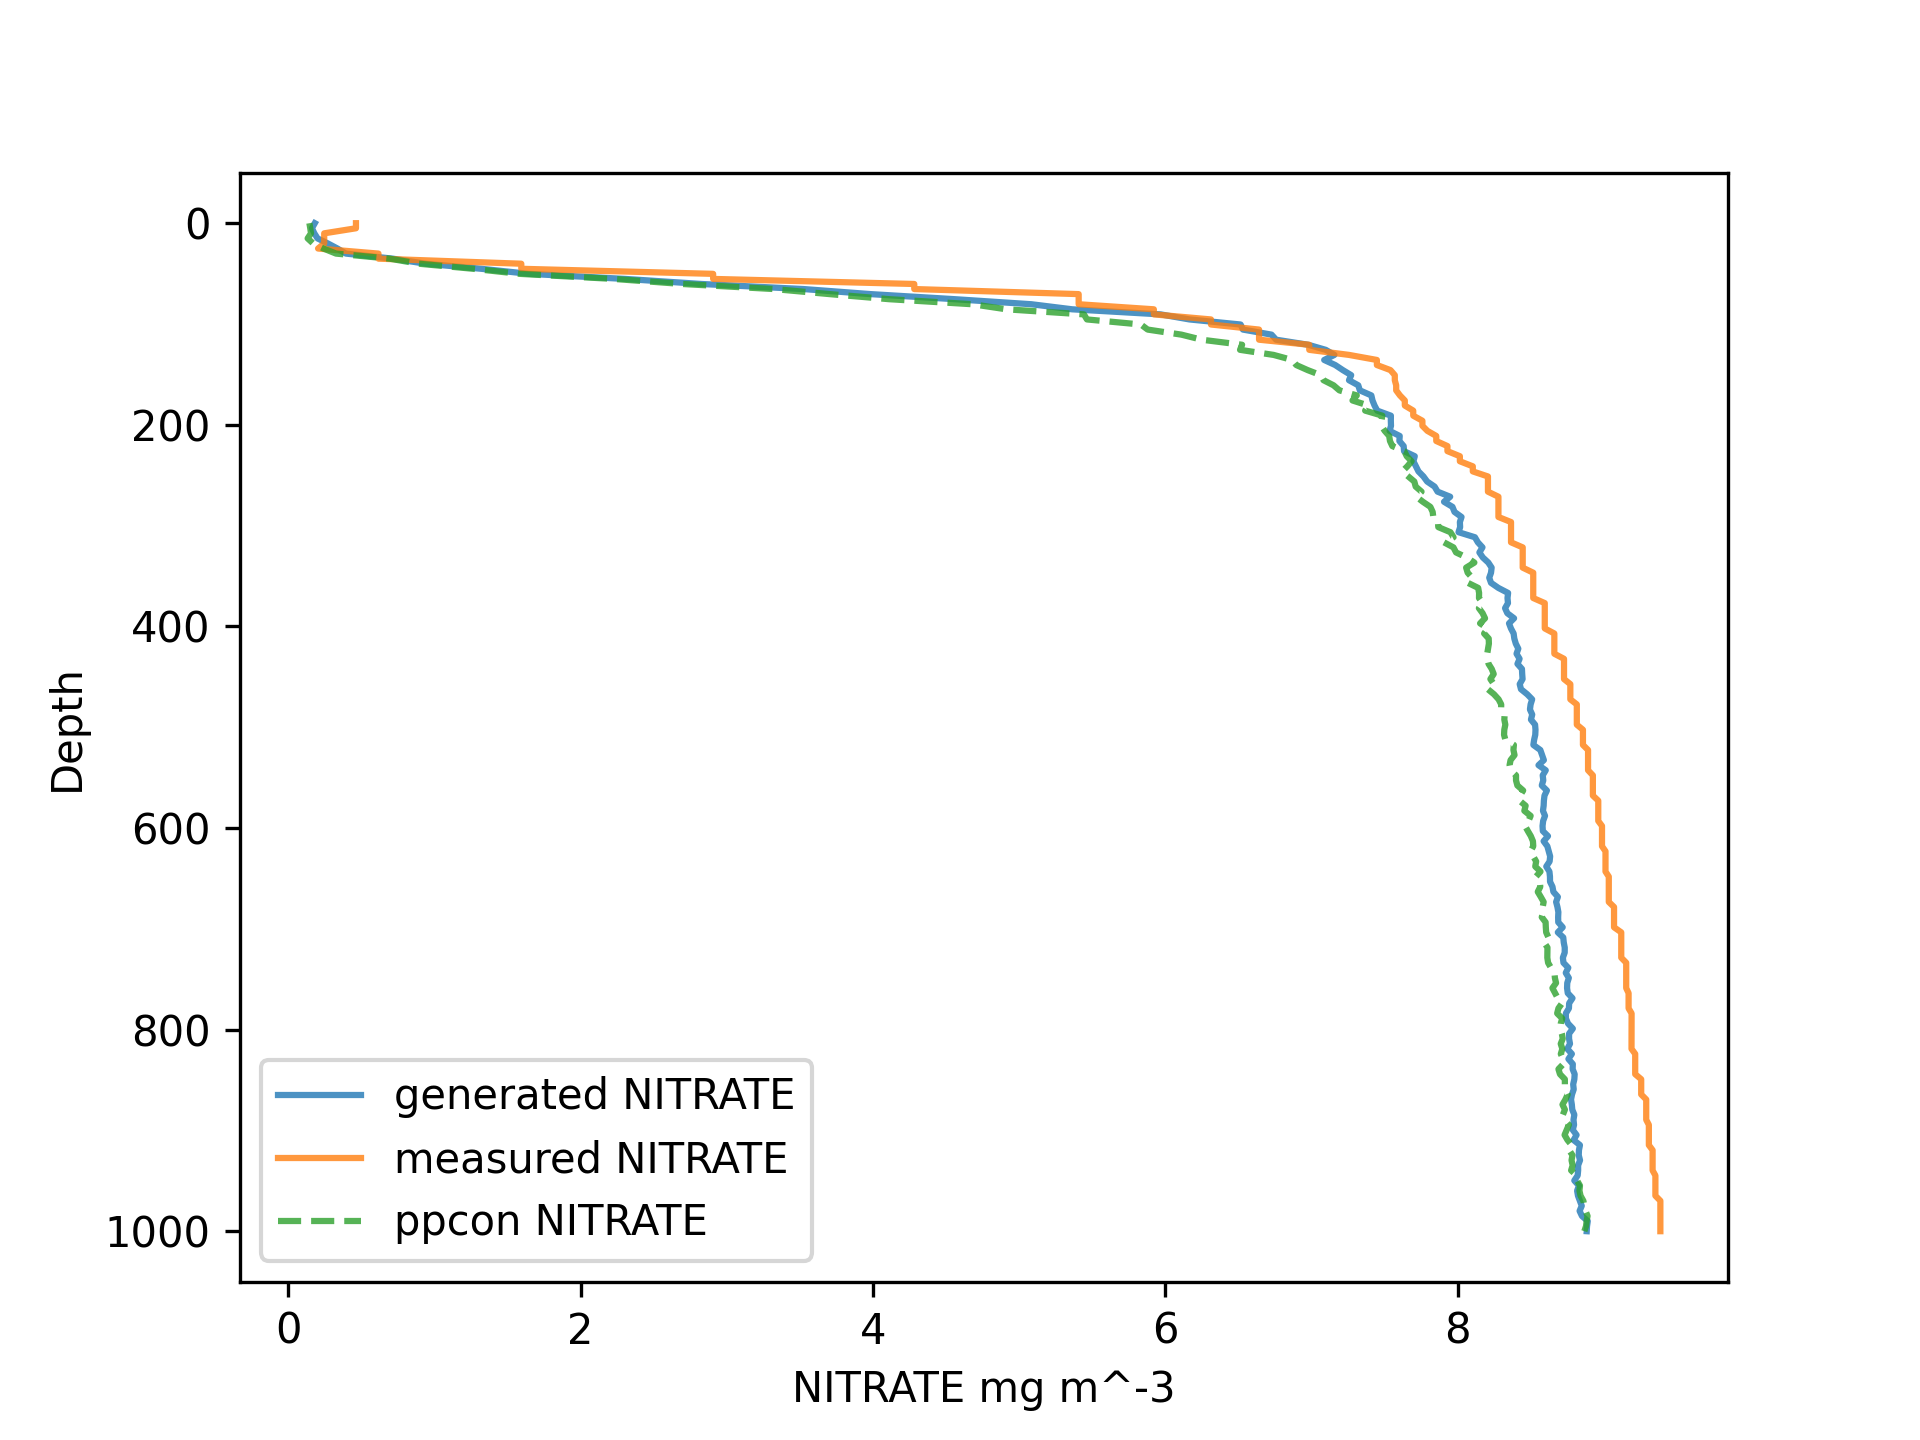 0
200
400
600
800
1000
Depth
generated NITRATE
measured NITRATE
ppcon NITRATE
0 2 4 6 8
NITRATE mg m^-3